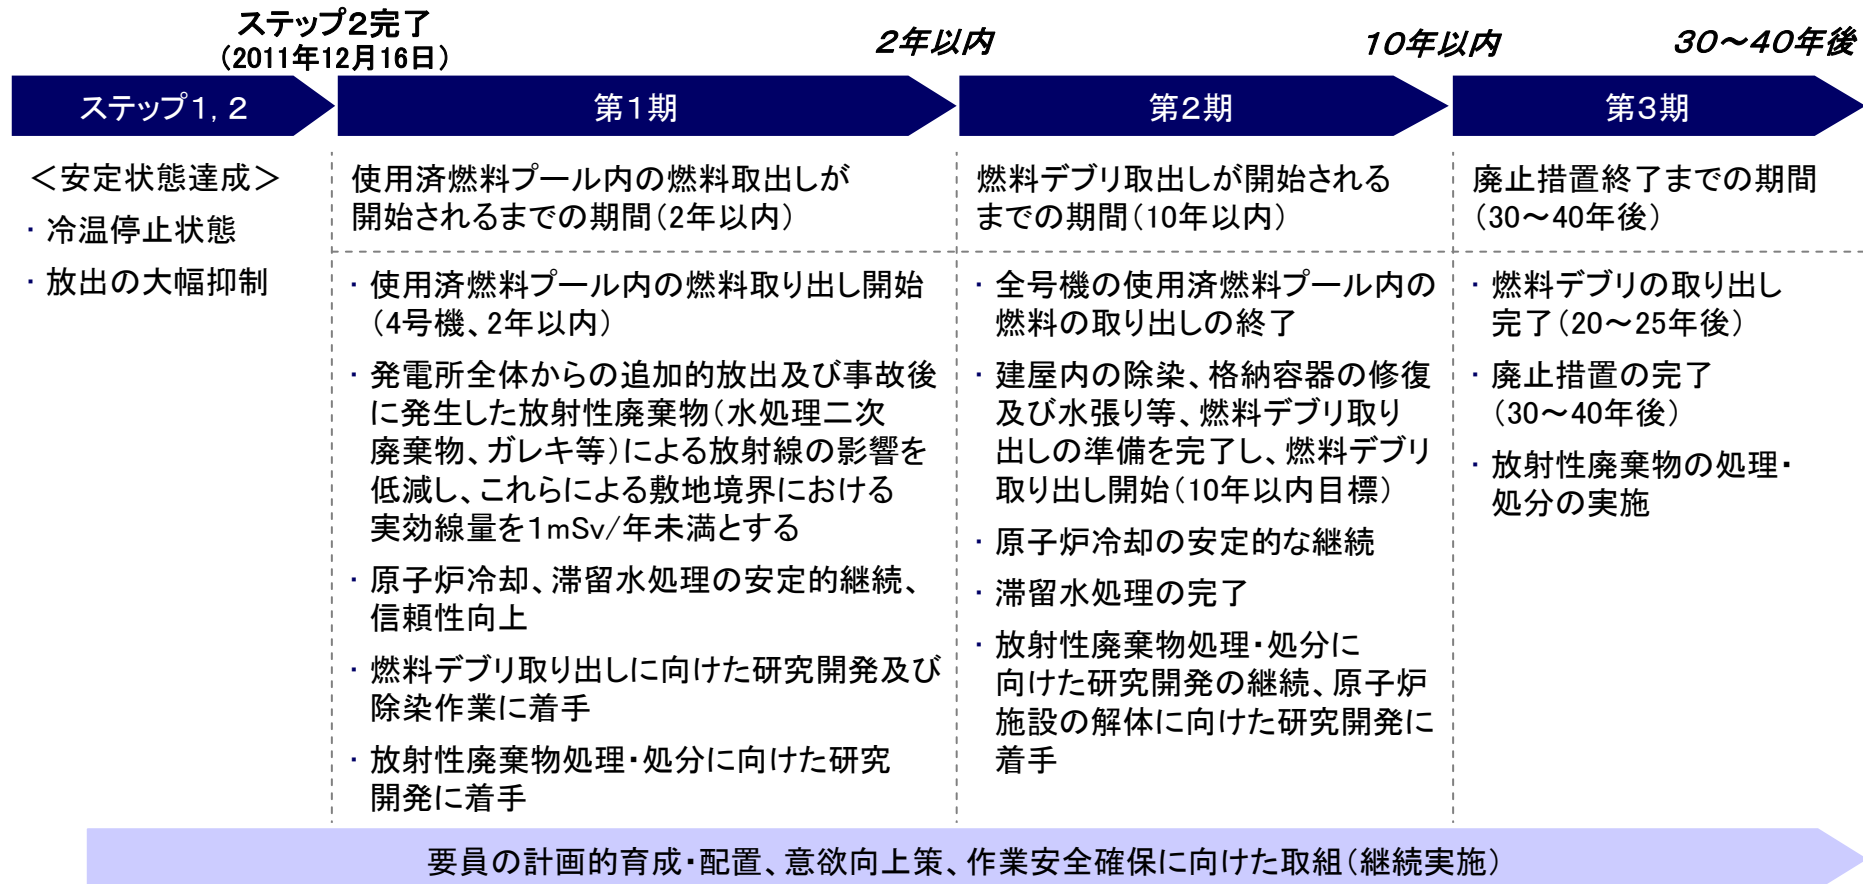 ステップ2完了
（2011年12月16日）
2年以内
10年以内
30～40年後
ステップ1，2
第1期
第2期
第3期
＜安定状態達成＞
・冷温停止状態
・放出の大幅抑制
使用済燃料プール内の燃料取出しが
開始されるまでの期間（2年以内）
・使用済燃料プール内の燃料取り出し開始
（4号機、2年以内）
・発電所全体からの追加的放出及び事故後
に発生した放射性廃棄物（水処理二次
廃棄物、ガレキ等）による放射線の影響を
低減し、これらによる敷地境界における
実効線量を1mSv/年未満とする
・原子炉冷却、滞留水処理の安定的継続、
信頼性向上
・燃料デブリ取り出しに向けた研究開発及び
除染作業に着手
・放射性廃棄物処理・処分に向けた研究
開発に着手
燃料デブリ取出しが開始される
までの期間（10年以内）
・全号機の使用済燃料プール内の
燃料の取り出しの終了
・建屋内の除染、格納容器の修復
及び水張り等、燃料デブリ取り
出しの準備を完了し、燃料デブリ
取り出し開始（10年以内目標）
・原子炉冷却の安定的な継続
・滞留水処理の完了
・放射性廃棄物処理・処分に
向けた研究開発の継続、原子炉
施設の解体に向けた研究開発に
着手
廃止措置終了までの期間
（30～40年後）
・燃料デブリの取り出し
完了（20～25年後）
・廃止措置の完了
（30～40年後）
・放射性廃棄物の処理・
処分の実施
要員の計画的育成・配置、意欲向上策、作業安全確保に向けた取組（継続実施）